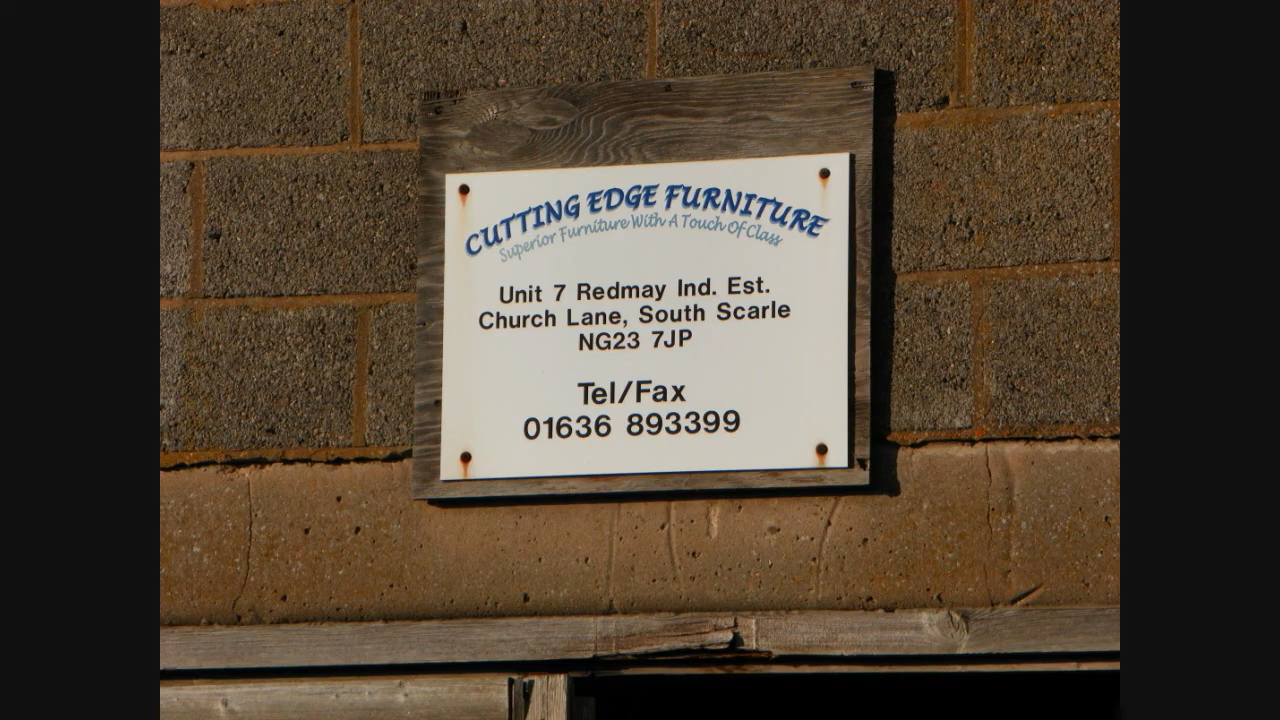 CUTTING EDGE FURNITURE
Superior Furniture With A Touch Of Class
Unit 7 Redmay Ind. Est.
Church Lane, South Scarle
NG23 7JP
Tel/Fax
01636 893399